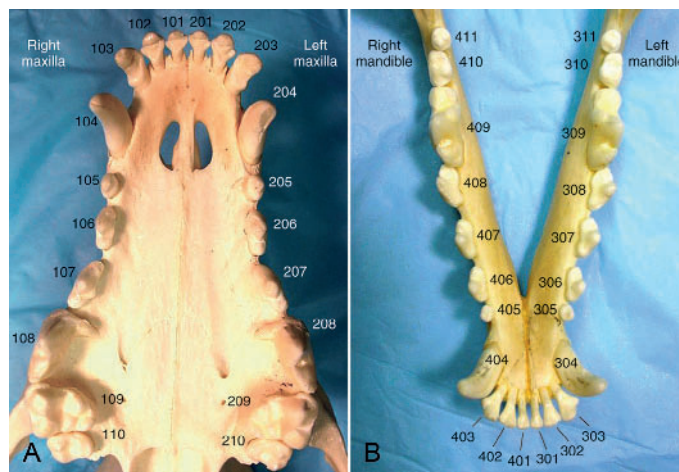 102 101 201 202
103 203
Right
maxilla
Left
maxilla
104 204
105 205
106 206
107 207
108 208
109 209
110 210
A
Right
mandible
Left
mandible
411 311
410 310
409 309
408 308
407 307
406 306
405 305
404 304
403 402 401 301 302 303
B